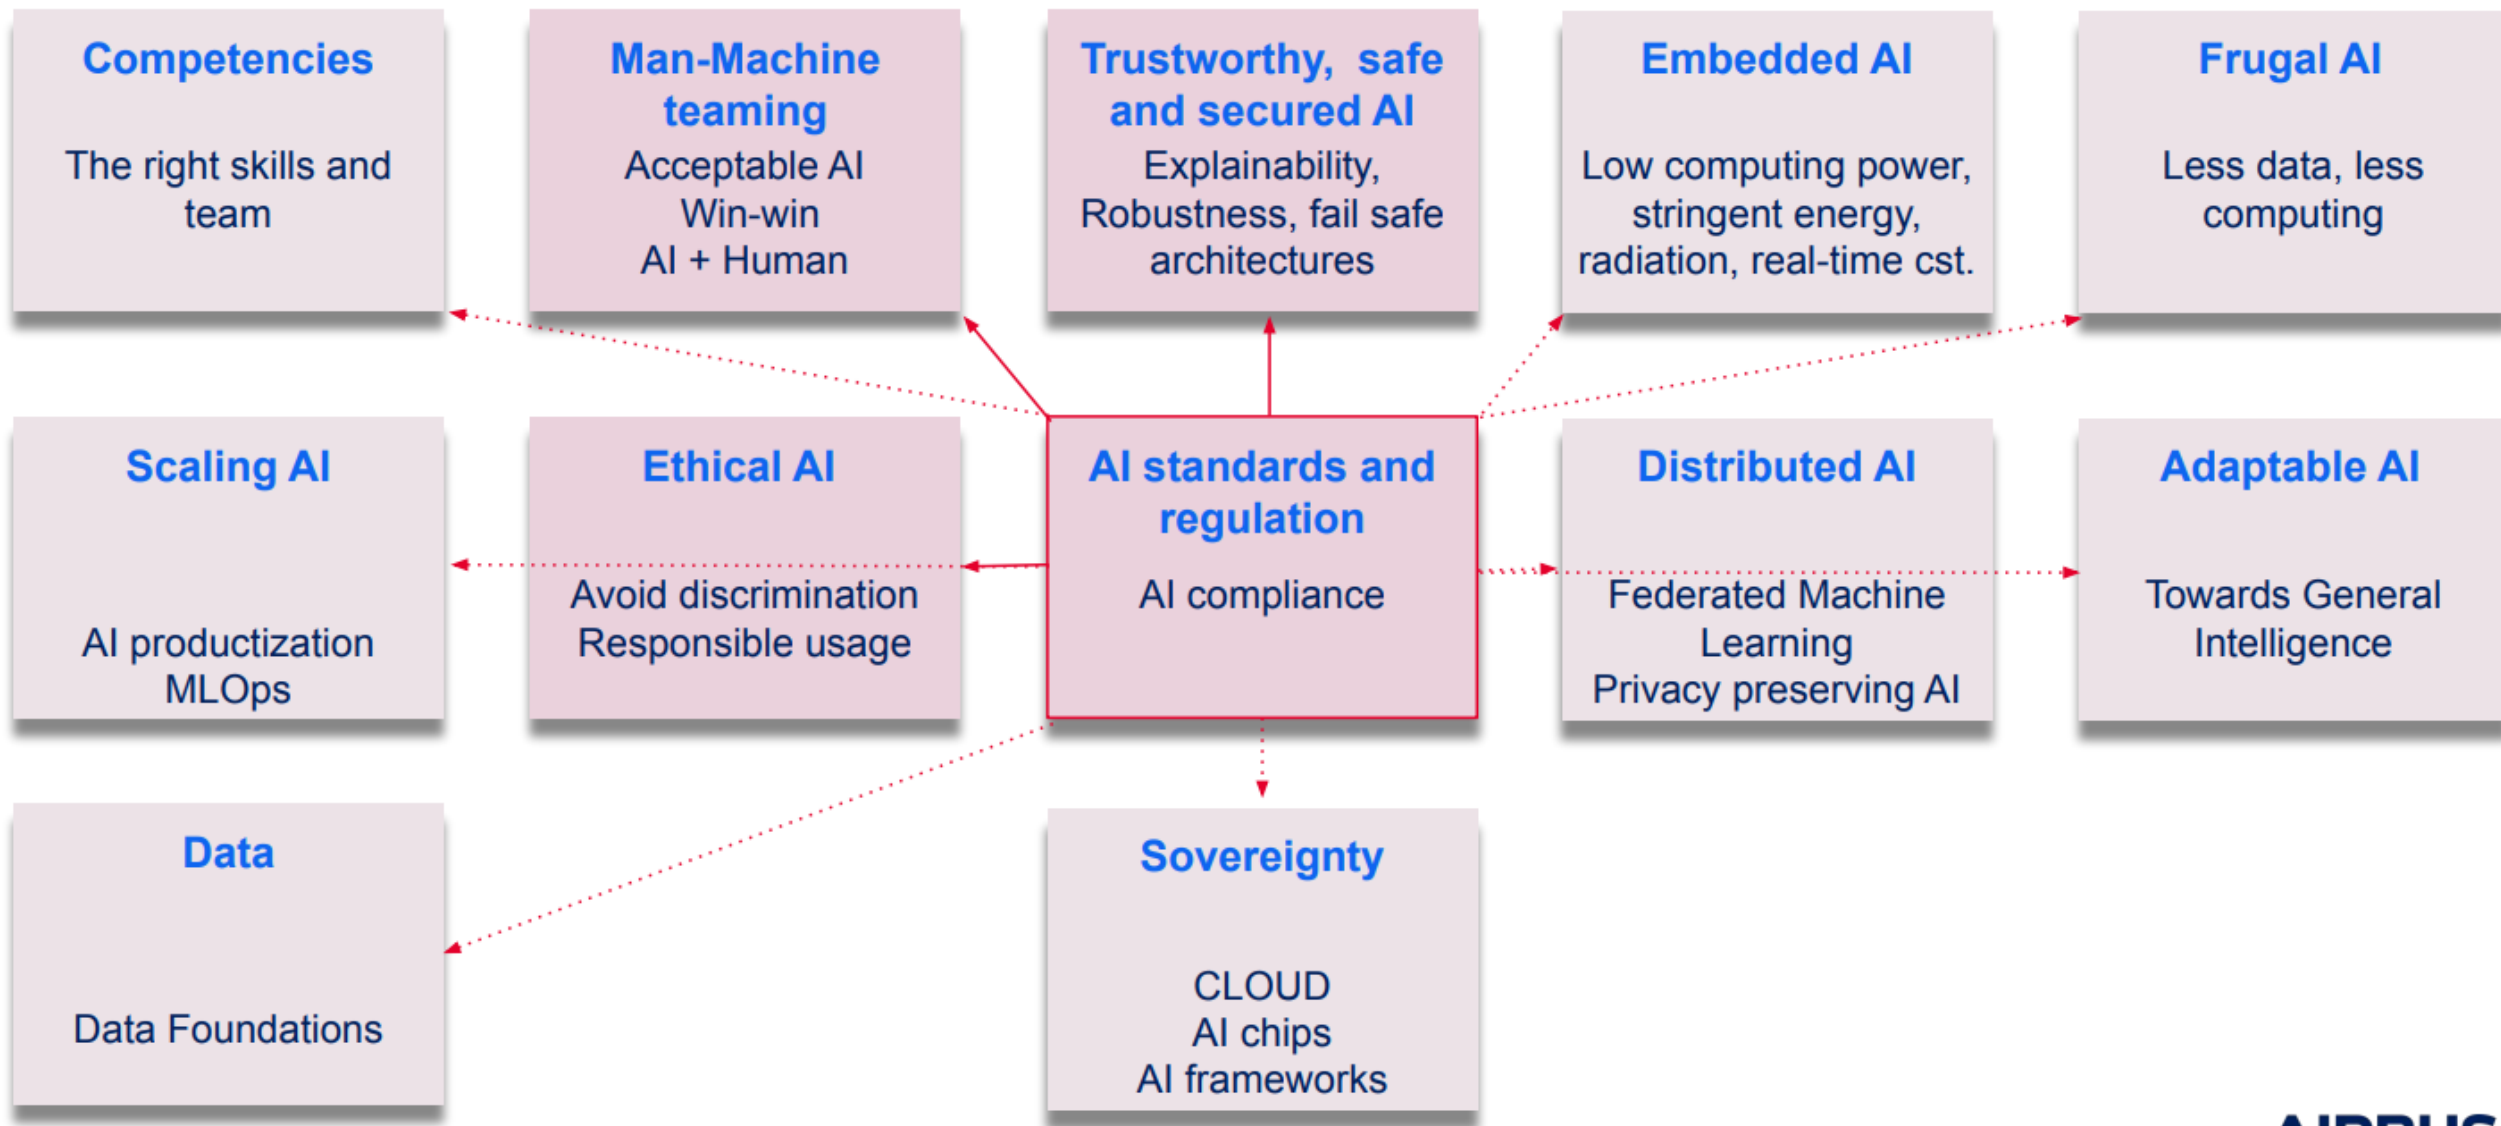 Competencies
The right skills and
team
Man-Machine
teaming
Acceptable AI
Win-win
AI + Human
Trustworthy, safe
and secured AI
Explainability,
Robustness, fail safe
architectures
Embedded AI
Low computing power,
stringent energy,
radiation, real-time cst.
Frugal AI
Less data, less
computing
Scaling AI
AI productization
MLOps
Ethical AI
Avoid discrimination
Responsible usage
AI standards and
regulation
AI compliance
Distributed AI
Federated Machine
Learning
Privacy preserving AI
Adaptable AI
Towards General
Intelligence
Data
Data Foundations
Sovereignty
CLOUD
AI chips
AI frameworks
AIRBUS